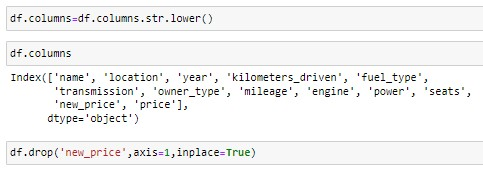 df.columns=df.columns.str.lower()
df.columns
Index(['name', 'location', 'year', 'kilometers_driven', 'fuel_type',
'transmission', 'owner_type', 'mileage', 'engine', 'power', 'seats',
'new_price', 'price'],
dtype='object')
df.drop('new_price',axis=1,inplace=True)